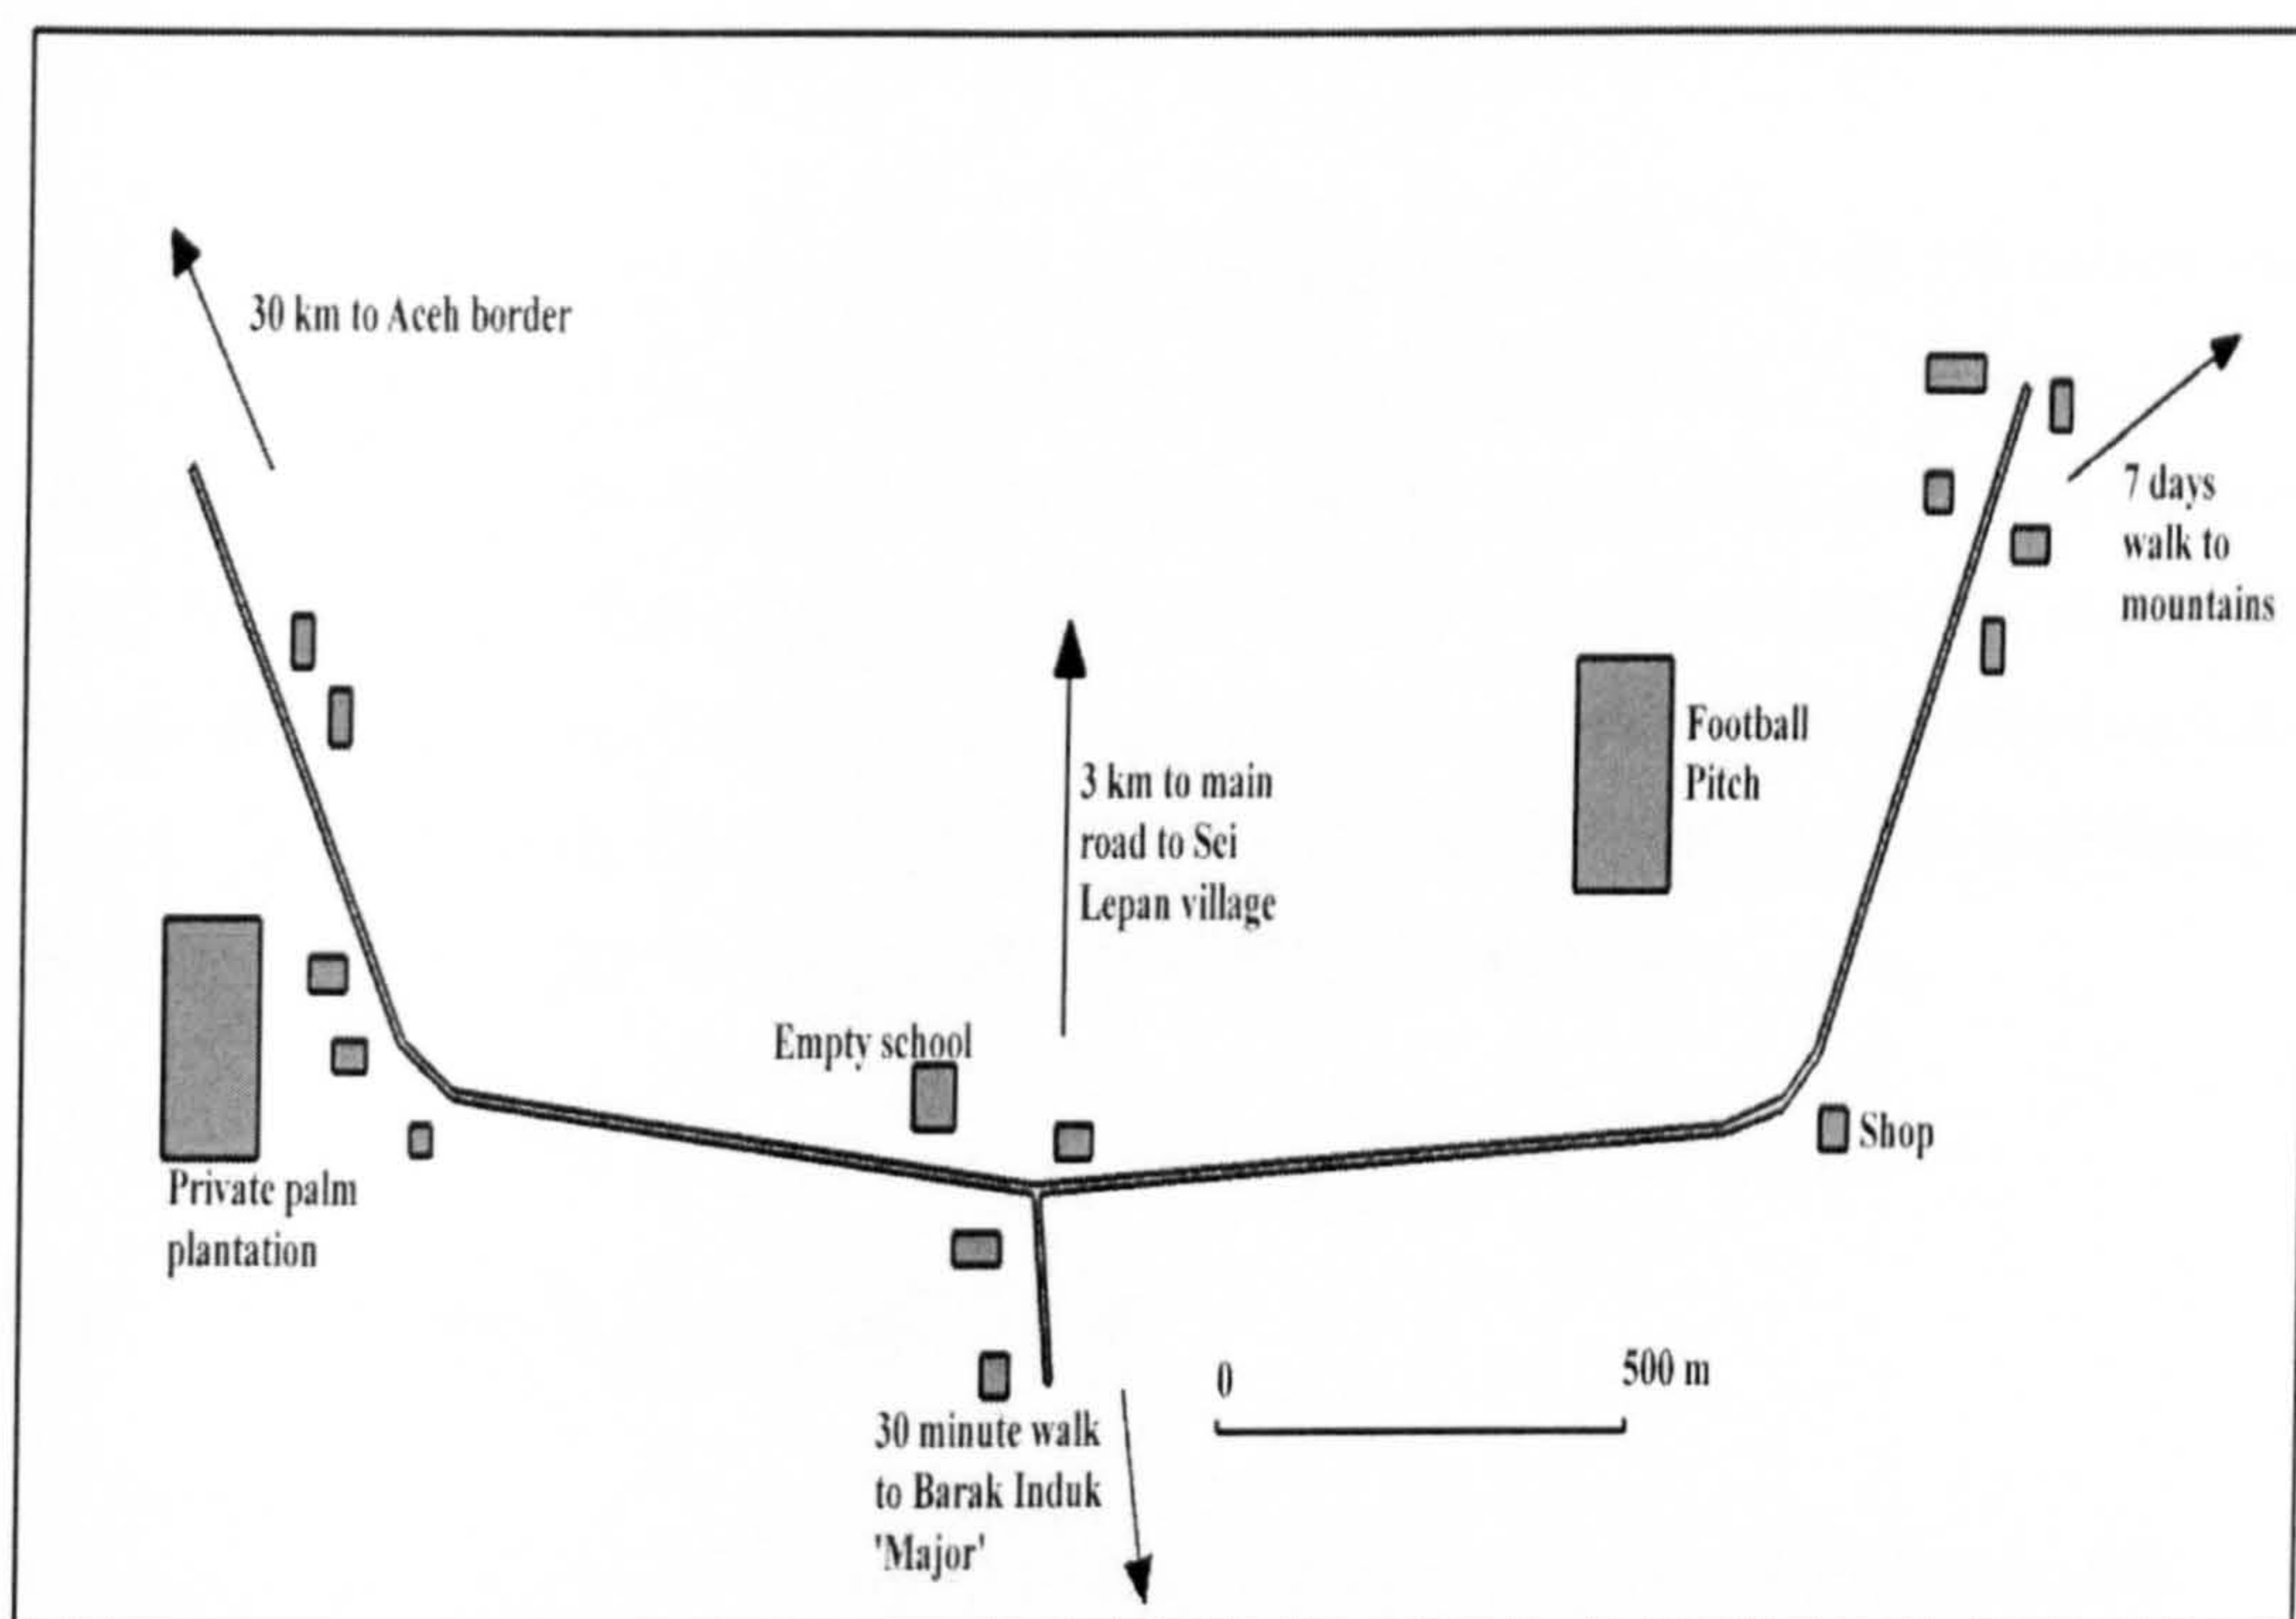 30 km to Aceh border
7 days
walk to
mountains
Football
Pitch
3 km to main
road to Sei
Lepan village
Empty school
Shop
Private palm
plantation
0
500 m
30 minute walk
to Barak Induk
'Major'